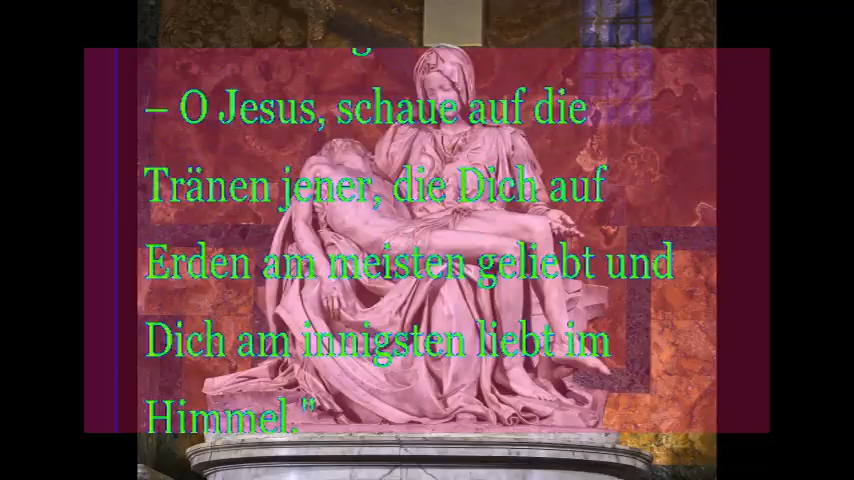 – O Jesus, schaue auf die
Tränen jener, die Dich auf
Erden am meisten geliebt und
Dich am innigsten liebt im
Himmel."